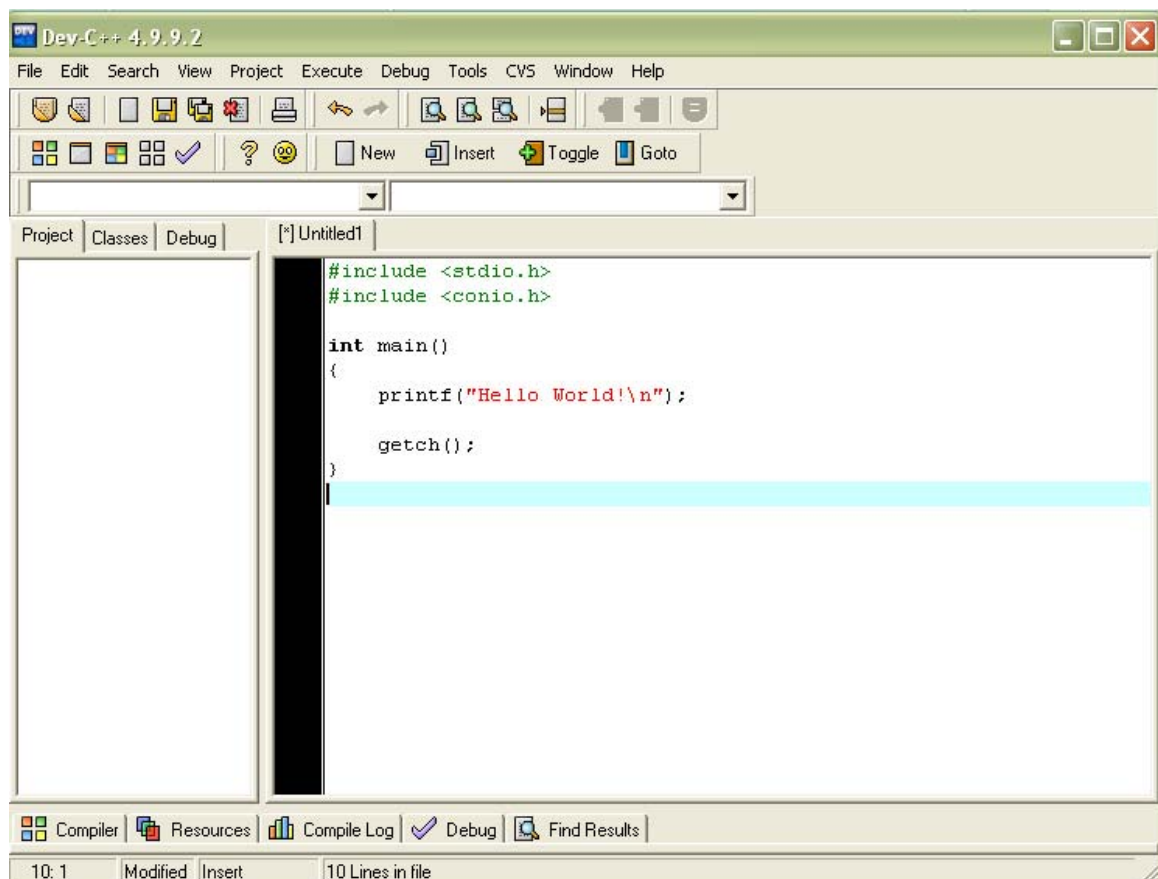 Dev-C++ 4.9.9.2
File Edit Search View Project Execute Debug Tools CVS Window Help
New Insert Toggle Goto
Project Classes Debug [*] Untitled1
#include <stdio.h>
#include <conio.h>
int main()
{
printf("Hello World!\n");
getch();
}
Compiler Resources Compile Log Debug Find Results
10: 1 Modified Insert 10 Lines in file